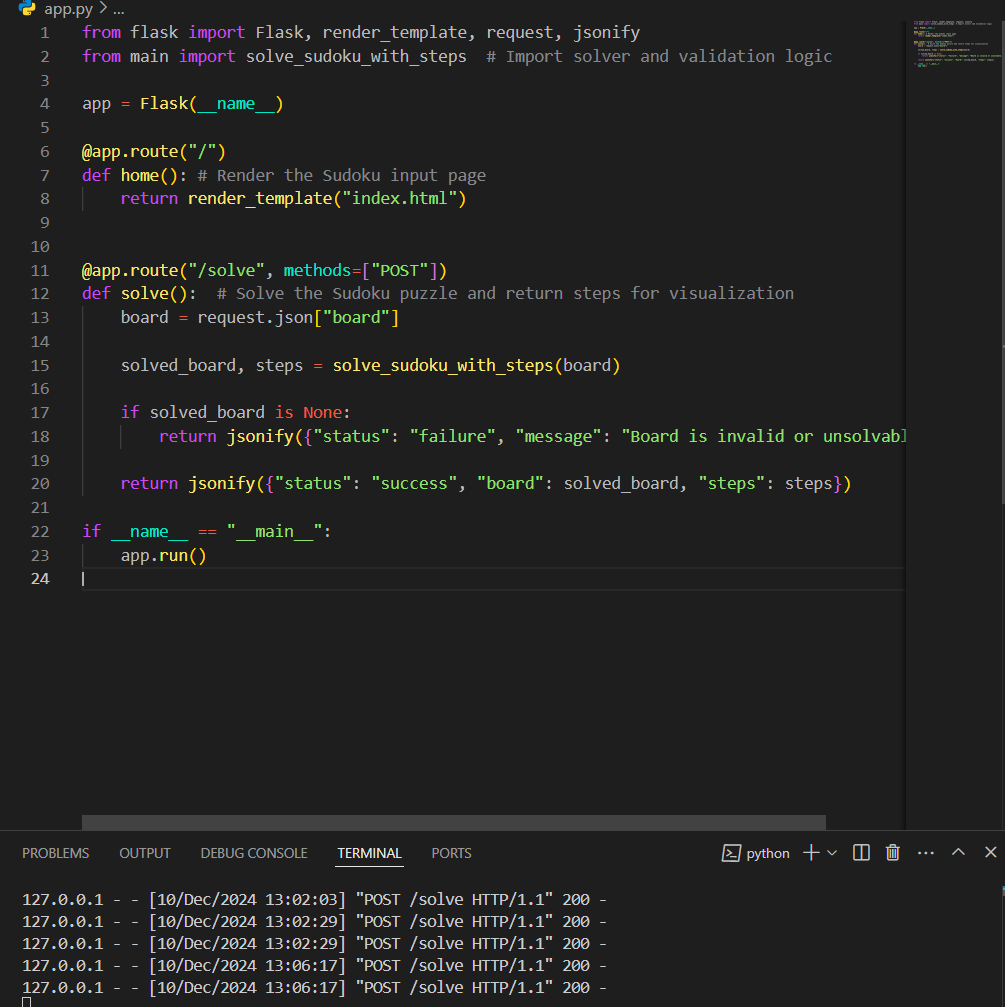 app.py > ...
1 from flask import Flask, render_template, request, jsonify
2 from main import solve_sudoku_with_steps  # Import solver and validation logic
3
4 app = Flask(__name__)
5
6 @app.route("/")
7 def home(): # Render the Sudoku input page
8     return render_template("index.html")
9
10
11 @app.route("/solve", methods=["POST"])
12 def solve():  # Solve the Sudoku puzzle and return steps for visualization
13     board = request.json["board"]
14
15     solved_board, steps = solve_sudoku_with_steps(board)
16
17     if solved_board is None:
18         return jsonify({"status": "failure", "message": "Board is invalid or unsolvabl
19
20     return jsonify({"status": "success", "board": solved_board, "steps": steps})
21
22 if __name__ == "__main__":
23     app.run()
24
PROBLEMS OUTPUT DEBUG CONSOLE TERMINAL PORTS python
127.0.0.1 - - [10/Dec/2024 13:02:03] "POST /solve HTTP/1.1" 200 -
127.0.0.1 - - [10/Dec/2024 13:02:29] "POST /solve HTTP/1.1" 200 -
127.0.0.1 - - [10/Dec/2024 13:02:29] "POST /solve HTTP/1.1" 200 -
127.0.0.1 - - [10/Dec/2024 13:06:17] "POST /solve HTTP/1.1" 200 -
127.0.0.1 - - [10/Dec/2024 13:06:17] "POST /solve HTTP/1.1" 200 -